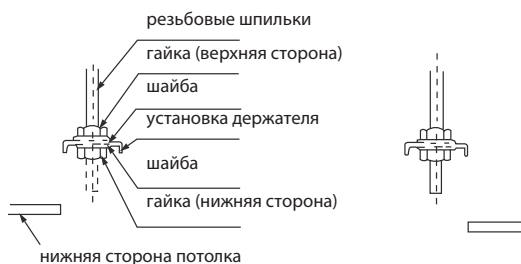 резьбовые шпильки
гайка (верхняя сторона)
шайба
установка держателя
шайба
гайка (нижняя сторона)
нижняя сторона потолка